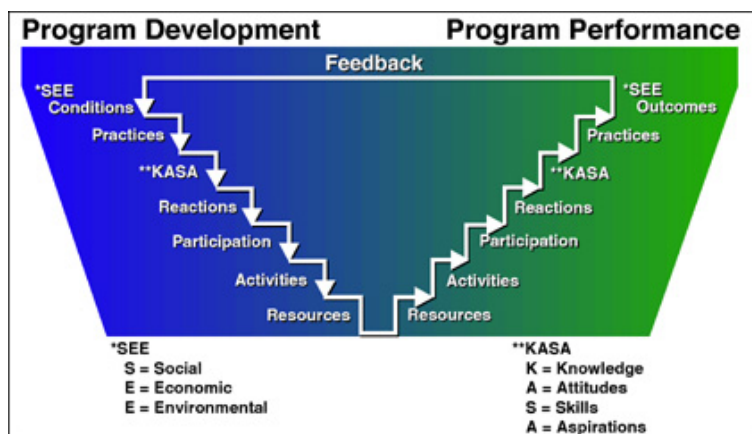 Program Development
Program Performance
Feedback
*SEE
Conditions
Practices
**KASA
Reactions
Participation
Activities
Resources
*SEE
Outcomes
Practices
**KASA
Reactions
Participation
Activities
Resources
*SEE
S = Social
E = Economic
E = Environmental
**KASA
K = Knowledge
A = Attitudes
S = Skills
A = Aspirations